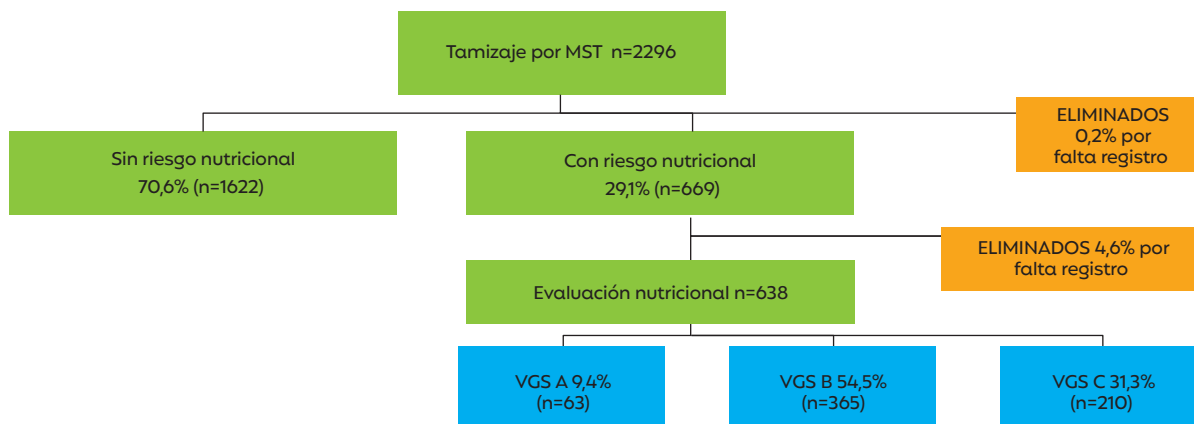 Tamizaje por MST n=2296
ELIMINADOS
0,2% por
falta registro
Sin riesgo nutricional
70,6% (n=1622)
Con riesgo nutricional
29,1% (n=669)
ELIMINADOS 4,6% por
falta registro
Evaluación nutricional n=638
VGS A 9,4%
(n=63)
VGS B 54,5%
(n=365)
VGS C 31,3%
(n=210)